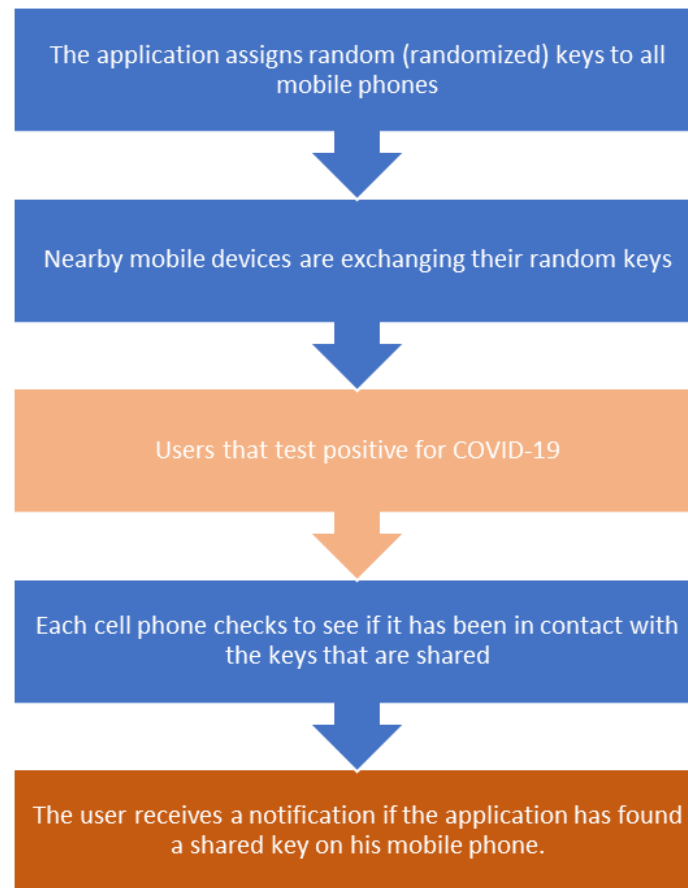 The application assigns random (randomized) keys to all
mobile phones
Nearby mobile devices are exchanging their random keys
Users that test positive for COVID-19
Each cell phone checks to see if it has been in contact with
the keys that are shared
The user receives a notification if the application has found
a shared key on his mobile phone.